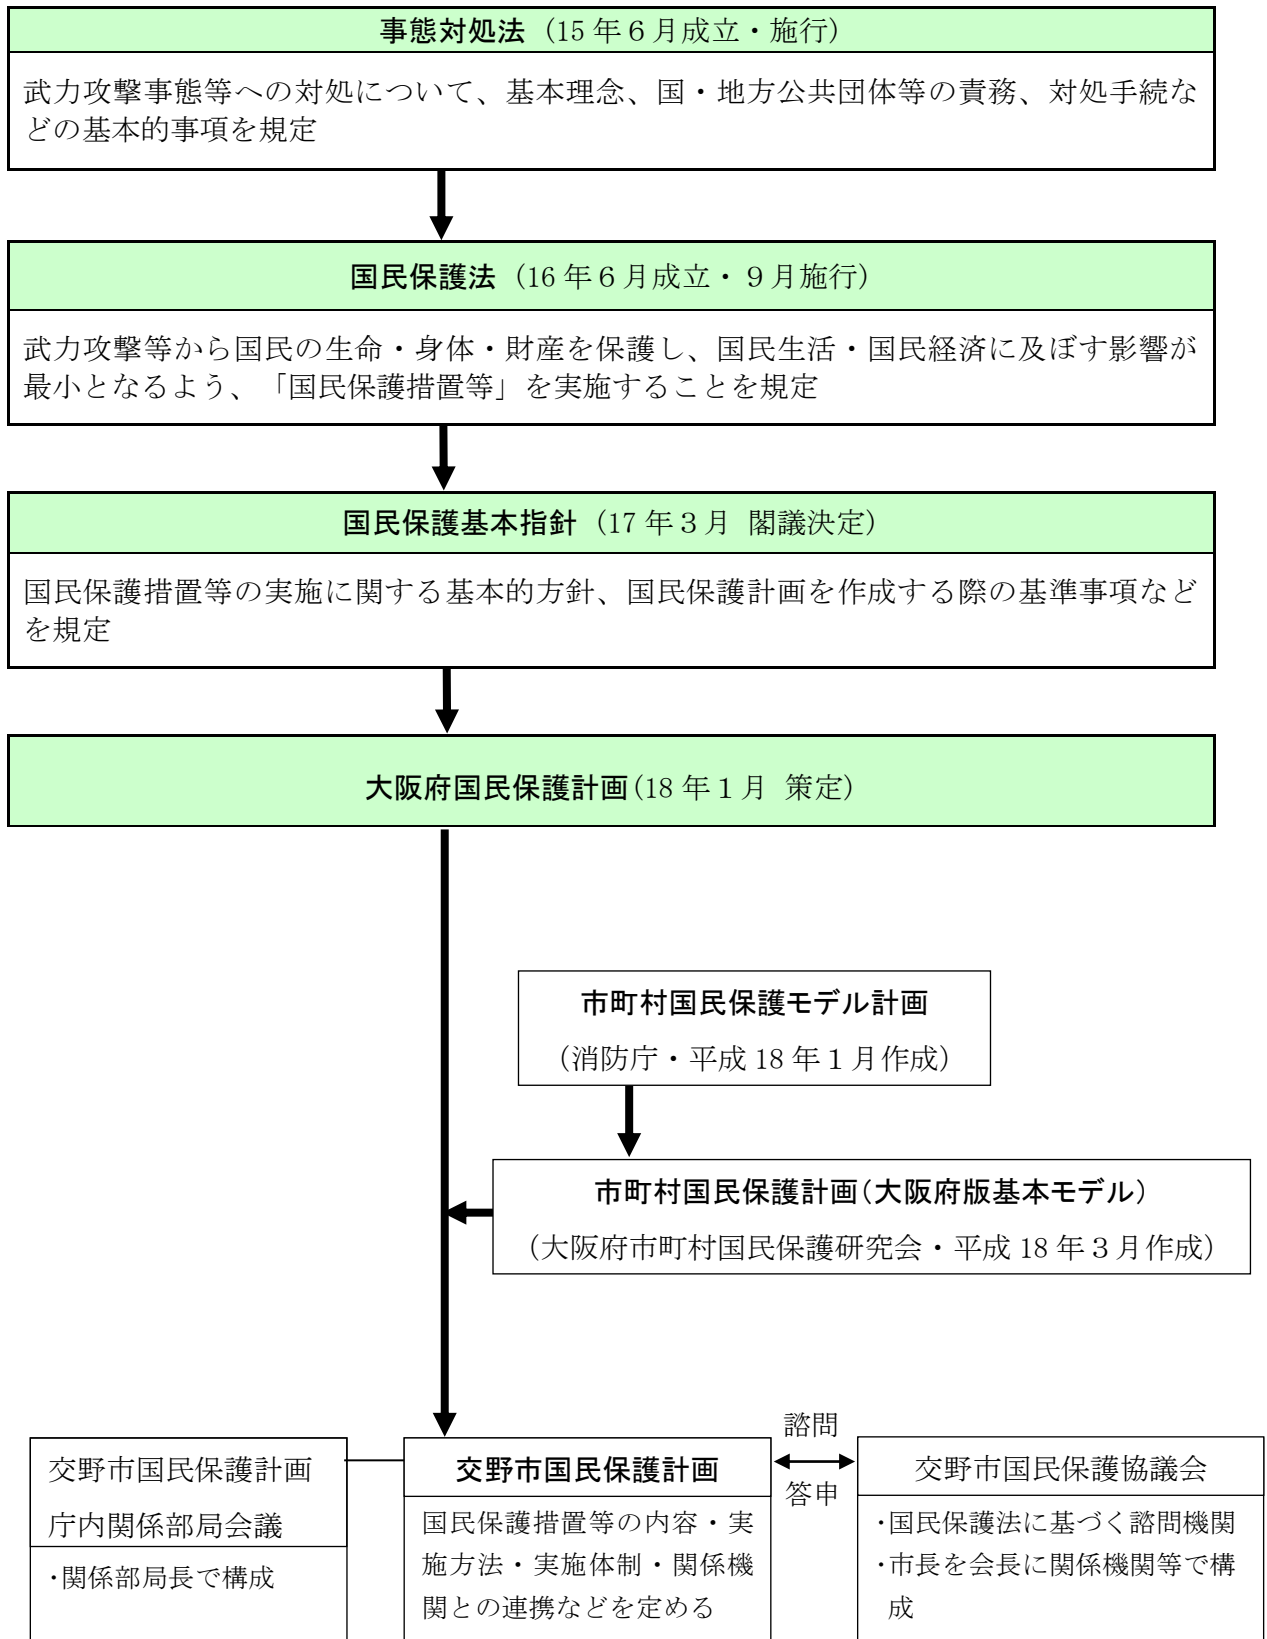 事態対処法（15 年６月成立・施行）
武力攻撃事態等への対処について、基本理念、国・地方公共団体等の責務、対処手続な
どの基本的事項を規定
国民保護法（16 年６月成立・９月施行）
武力攻撃等から国民の生命・身体・財産を保護し、国民生活・国民経済に及ぼす影響が
最小となるよう、「国民保護措置等」を実施することを規定
国民保護基本指針（17 年３月 閣議決定）
国民保護措置等の実施に関する基本的方針、国民保護計画を作成する際の基準事項など
を規定
大阪府国民保護計画（18 年１月 策定）
市町村国民保護モデル計画
（消防庁・平成 18 年１月作成）
市町村国民保護計画（大阪府版基本モデル）
（大阪府市町村国民保護研究会・平成 18 年３月作成）
交野市国民保護計画
庁内関係部局会議
・関係部局長で構成
交野市国民保護計画
国民保護措置等の内容・実
施方法・実施体制・関係機
関との連携などを定める
諮問
答申
交野市国民保護協議会
・国民保護法に基づく諮問機関
・市長を会長に関係機関等で構
成